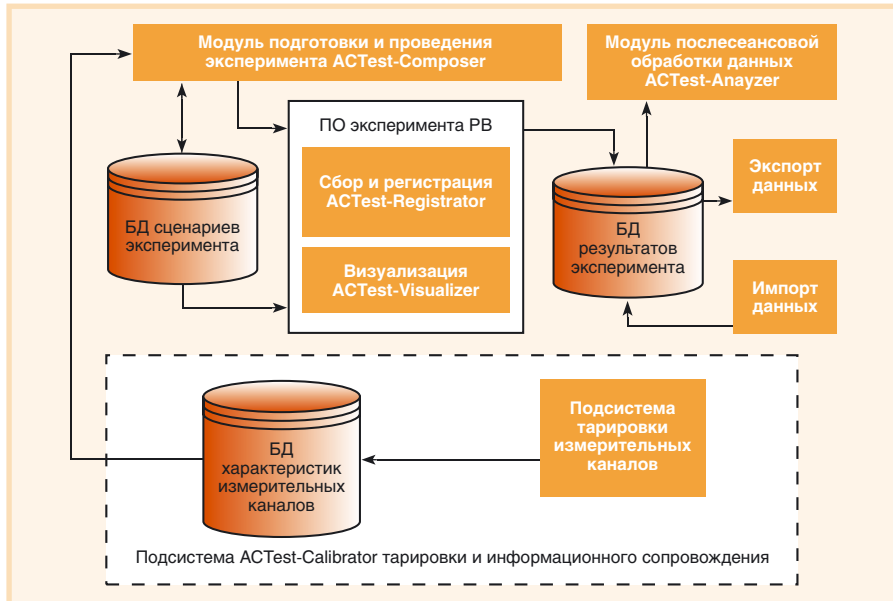 Модуль подготовки и проведения
эксперимента ACTest-Composer
Модуль послесеансовой
обработки данных
ACTest-Anayzer
ПО эксперимента РВ
Сбор и регистрация
ACTest-Registrator
Визуализация
ACTest-Visualizer
БД сценариев
эксперимента
БД
результатов
эксперимента
Экспорт
данных
Импорт
данных
БД
характеристик
измерительных
каналов
Подсистема
тарировки
измерительных
каналов
Подсистема ACTest-Calibrator тарировки и информационного сопровождения